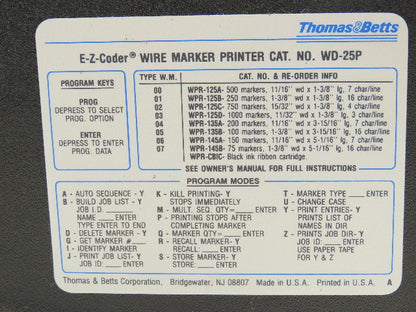 Thomas&Betts
E-Z-Coder® WIRE MARKER PRINTER CAT. NO. WD-25P
PROGRAM KEYS
PROG
DEPRESS TO SELECT
PROG. OPTION
ENTER
DEPRESS TO ENTER
PROG. DATA
TYPE W.M. CAT. NO. & RE-ORDER INFO
00 WPR-125A- 500 markers, 11/16" wd x 1-3/8" lg, 7 char/line
01 WPR-125B- 250 markers, 1-3/8" wd x 1-3/8" lg, 16 char/line
02 WPR-125C- 750 markers, 15/32" wd x 1-3/8" lg, 4 char/line
03 WPR-125D- 1000 markers, 11/32" wd x 1-3/8" lg, 3 char/line
04 WPR-135A- 200 markers, 11/16" wd x 3-15/16" lg, 7 char/line
05 WPR-135B- 100 markers, 1-3/8" wd x 3-15/16" lg, 16 char/line
06 WPR-145A- 150 markers, 11/16" wd x 5-1/16" lg, 7 char/line
07 WPR-145B- 75 markers, 1-3/8" wd x 5-1/16" lg, 16 char/line
WPR-CBIC- Black ink ribbon cartridge.
SEE OWNER'S MANUAL FOR FULL INSTRUCTIONS
PROGRAM MODES
A - AUTO SEQUENCE - Y
B - BUILD JOB LIST - Y
JOB I.D. ____
NAME ____ ENTER
TYPE ENTER TO END
D - DELETE MARKER - Y
G - GET MARKER # ____
I - IDENTIFY MARKER
J - PRINT JOB LIST- Y
JOB ID: ____ ENTER
K - KILL PRINTING- Y
STOPS IMMEDIATELY
M - MULT. SEQ. QTY= ____ ENTER
P - PRINTING STOPS AFTER
COMPLETING MARKER
Q - MARKER QTY= ____ ENTER
R - RECALL MARKER- Y
RECALL: ____ ENTER
S - STORE MARKER- Y
STORE: ____ ENTER
T - MARKER TYPE ____ ENTER
U - CHANGE CASE
Y - PRINT ENTRIES- Y
PRINTS LIST OF
NAMES IN DIR
Z - PRINTS JOB DIR- Y
JOB ID: ____ ENTER
USE PAPER TAPE
FOR Y & Z
Thomas & Betts Corporation, Bridgewater, NJ 08807 Made in U.S.A. Printed in U.S.A. A